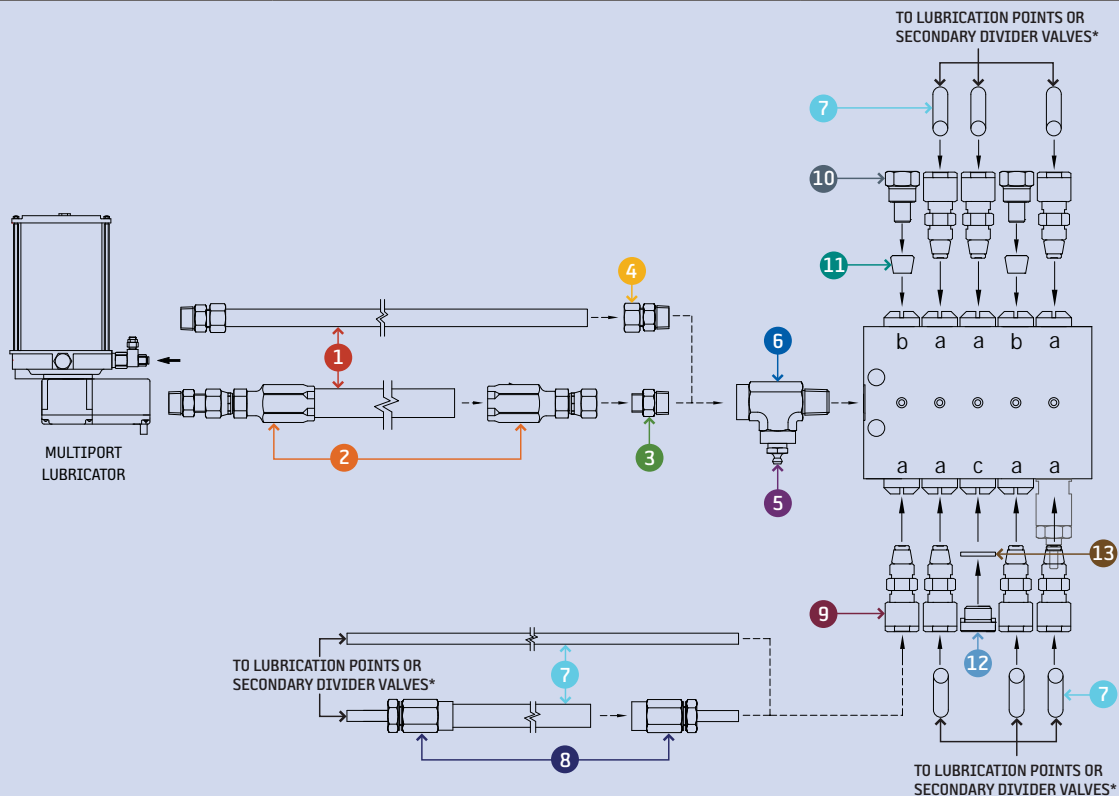 TO LUBRICATION POINTS OR
SECONDARY DIVIDER VALVES*
7
10
11
4
1
6
b a a b a
MULTIPORT
LUBRICATOR
2
3
5
a a c a a
13
9
12
TO LUBRICATION POINTS OR
SECONDARY DIVIDER VALVES*
7
7
8
TO LUBRICATION POINTS OR
SECONDARY DIVIDER VALVES*